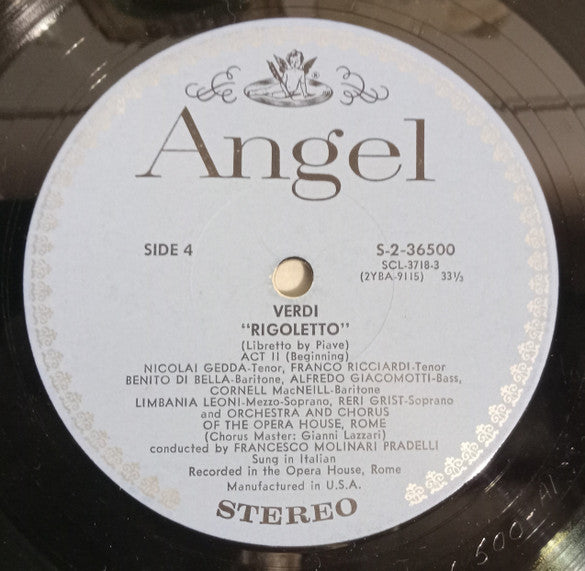 Angel
®
SIDE 4
S-2-36500
SCL-3718-3
(2YBA-9115) 33⅓
VERDI
"RIGOLETTO"
(Libretto by Piave)
ACT II (Beginning)
NICOLAI GEDDA-Tenor, FRANCO RICCIARDI-Tenor
BENITO DI BELLA-Baritone, ALFREDO GIACOMOTTI-Bass,
CORNELL MacNEILL-Baritone
LIMBANIA LEONI-Mezzo-Soprano, RERI GRIST-Soprano
and ORCHESTRA AND CHORUS
OF THE OPERA HOUSE, ROME
(Chorus Master: Gianni Lazzari)
conducted by FRANCESCO MOLINARI PRADELLI
Sung in Italian
Recorded in the Opera House, Rome
Manufactured in U.S.A.
STEREO